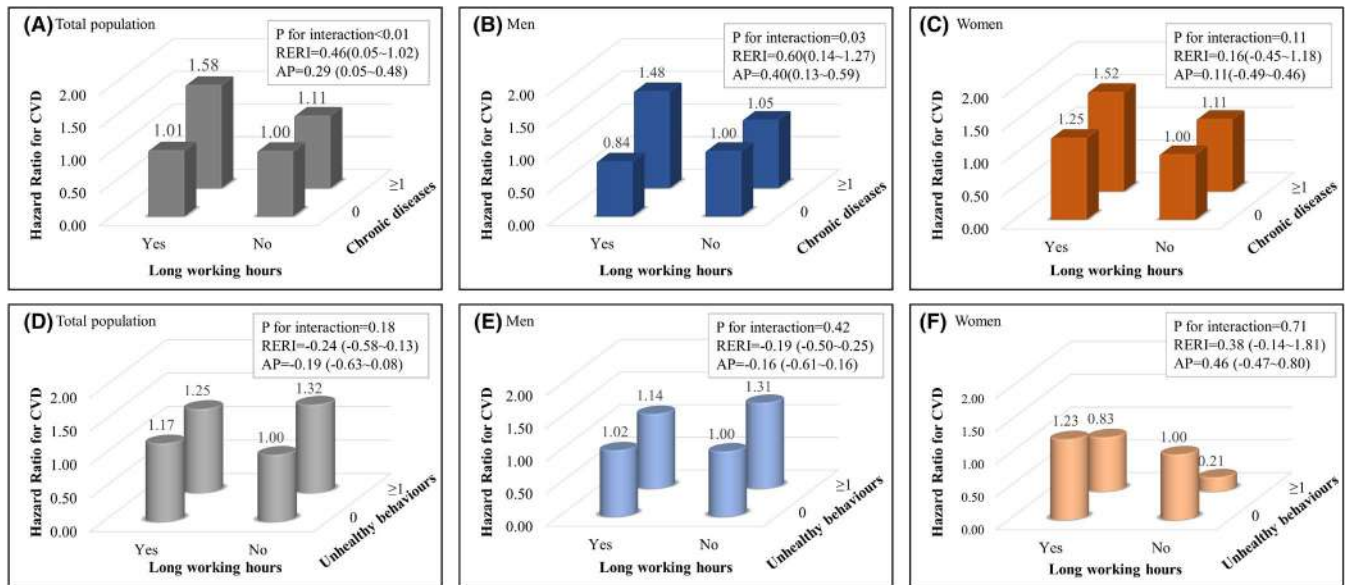 (A) Total population
P for interaction<0.01
RERI=0.46(0.05~1.02)
AP=0.29 (0.05~0.48)
Hazard Ratio for CVD
2.00
1.50
1.00
0.50
0.00
1.58
1.11
1.01
1.00
≥1
0
Chronic diseases
Yes
No
Long working hours
(B) Men
P for interaction=0.03
RERI=0.60(0.14~1.27)
AP=0.40(0.13~0.59)
Hazard Ratio for CVD
2.00
1.50
1.00
0.50
0.00
1.48
1.05
0.84
1.00
≥1
0
Chronic diseases
Yes
No
Long working hours
(C) Women
P for interaction=0.11
RERI=0.16(-0.45~1.18)
AP=0.11(-0.49~0.46)
Hazard Ratio for CVD
2.00
1.50
1.00
0.50
0.00
1.52
1.11
1.25
1.00
≥1
0
Chronic diseases
Yes
No
Long working hours
(D) Total population
P for interaction=0.18
RERI=-0.24 (-0.58~0.13)
AP=-0.19 (-0.63~0.08)
Hazard Ratio for CVD
2.00
1.50
1.00
0.50
0.00
1.25
1.32
1.17
1.00
≥1
0
Unhealthy behaviours
Yes
No
Long working hours
(E) Men
P for interaction=0.42
RERI=-0.19 (-0.50~0.25)
AP=-0.16 (-0.61~0.16)
Hazard Ratio for CVD
2.00
1.50
1.00
0.50
0.00
1.14
1.31
1.02
1.00
≥1
0
Unhealthy behaviours
Yes
No
Long working hours
(F) Women
P for interaction=0.71
RERI=0.38 (-0.14~1.81)
AP=0.46 (-0.47~0.80)
Hazard Ratio for CVD
2.00
1.50
1.00
0.50
0.00
1.23
0.83
1.00
0.21
≥1
0
Unhealthy behaviours
Yes
No
Long working hours